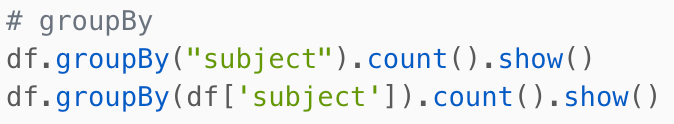 # groupBy
df.groupBy("subject").count().show()
df.groupBy(df['subject']).count().show()